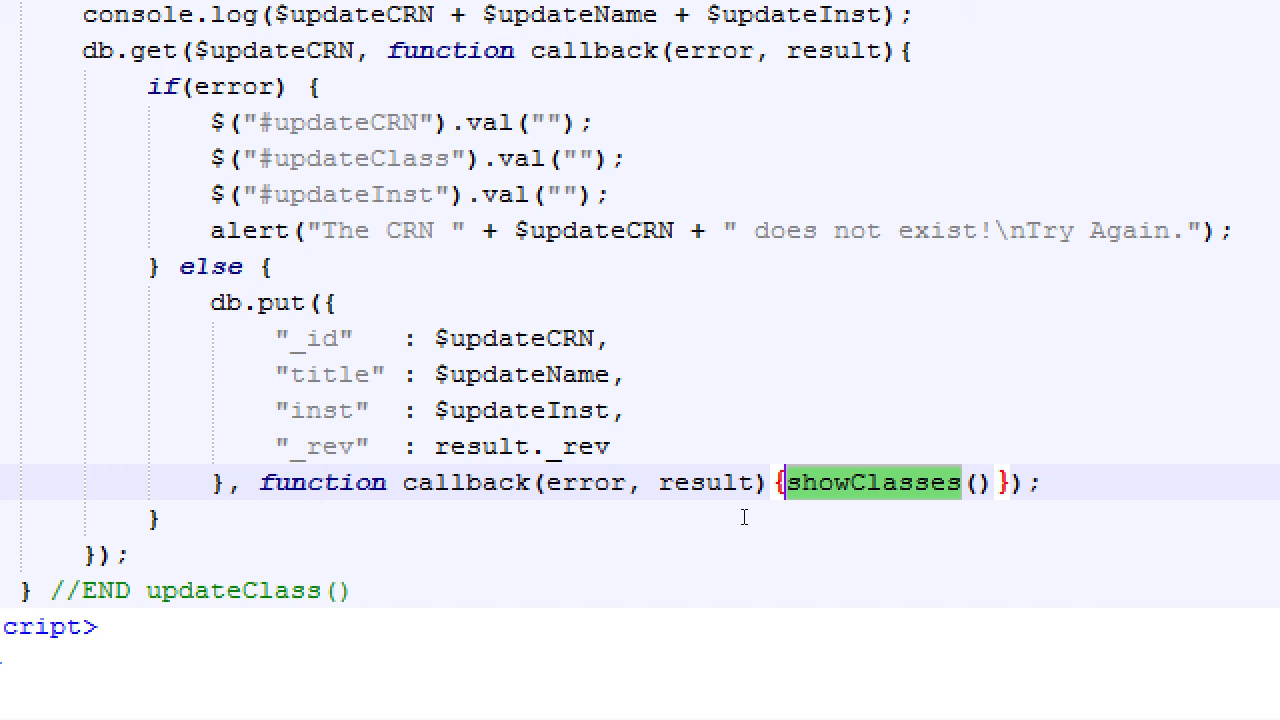 console.log($updateCRN + $updateName + $updateInst);
db.get($updateCRN, function callback(error, result){
if(error) {
$("#updateCRN").val("");
$("#updateClass").val("");
$("#updateInst").val("");
alert("The CRN " + $updateCRN + " does not exist!\nTry Again.");
} else {
db.put({
"_id" : $updateCRN,
"title" : $updateName,
"inst" : $updateInst,
"_rev" : result._rev
}, function callback(error, result){showClasses()});
}
});
} //END updateClass()
cript>